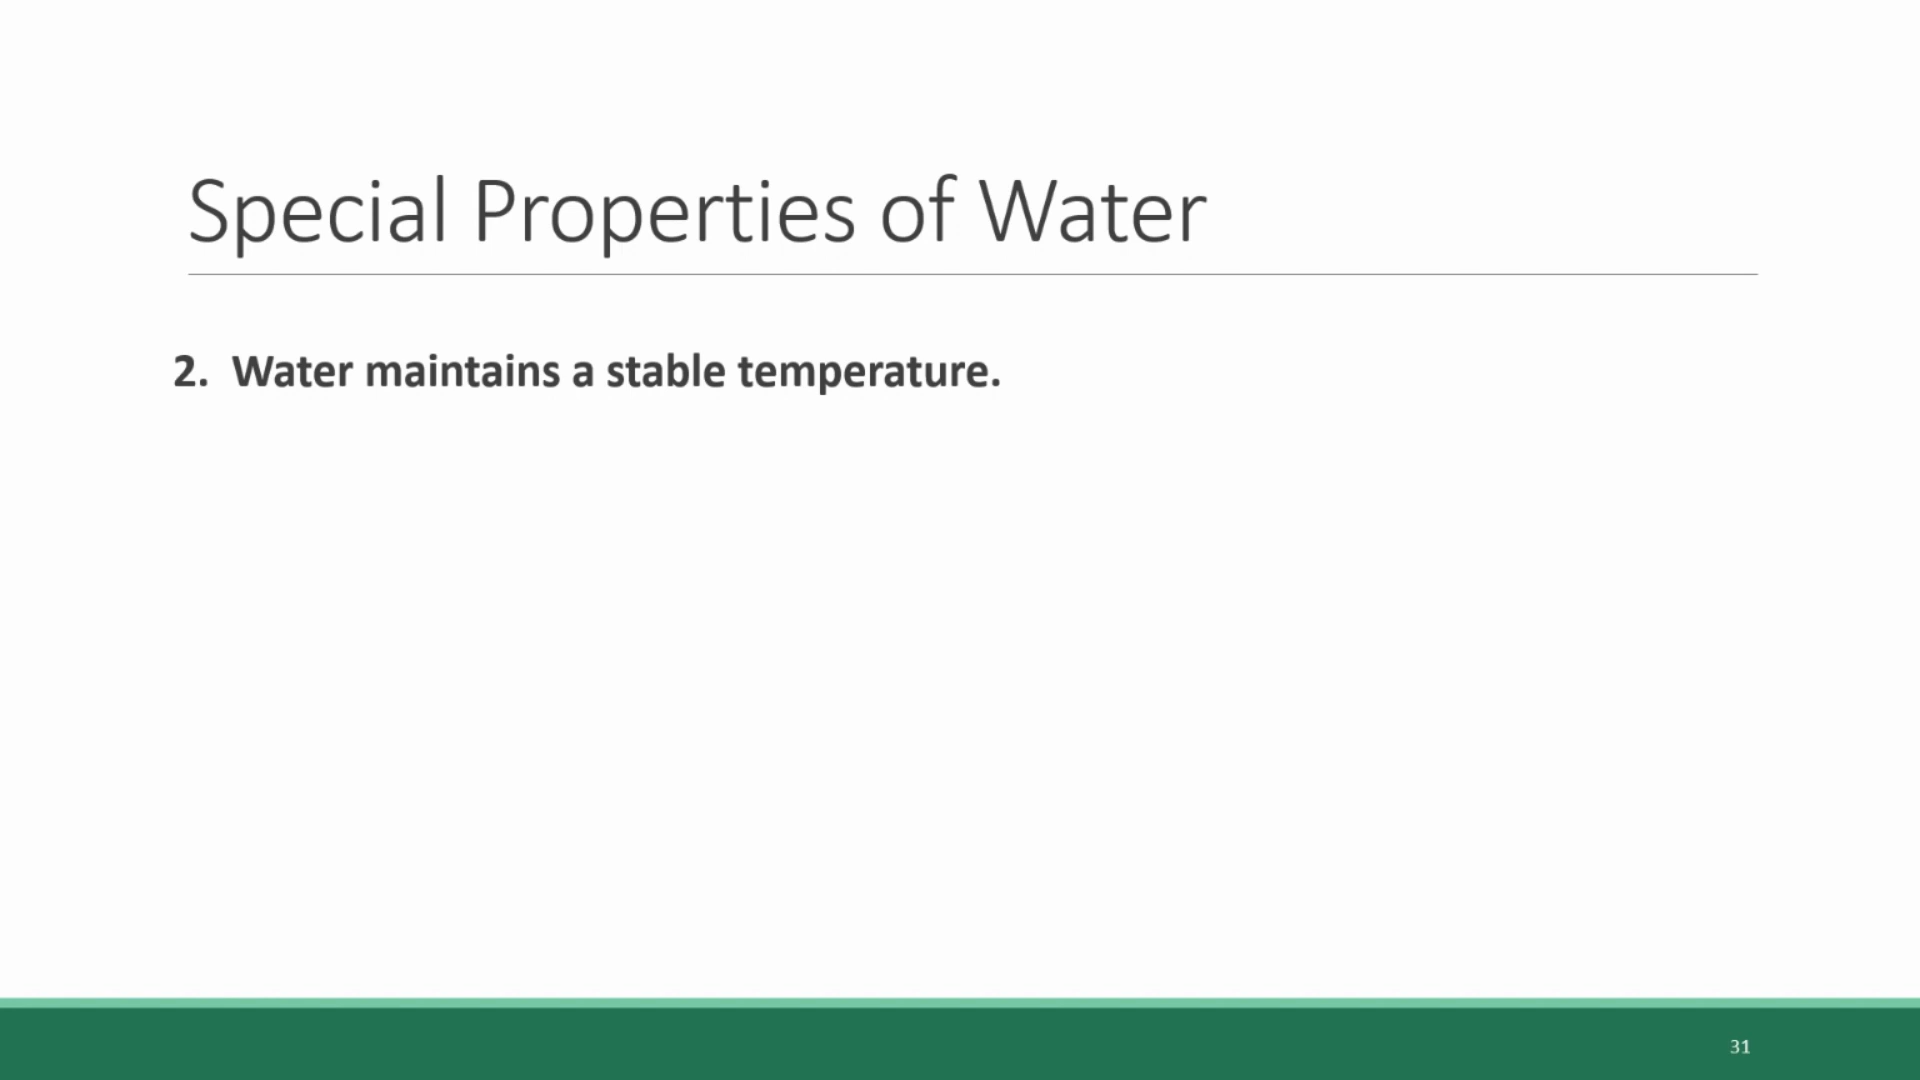 Special Properties of Water
2. Water maintains a stable temperature.
31